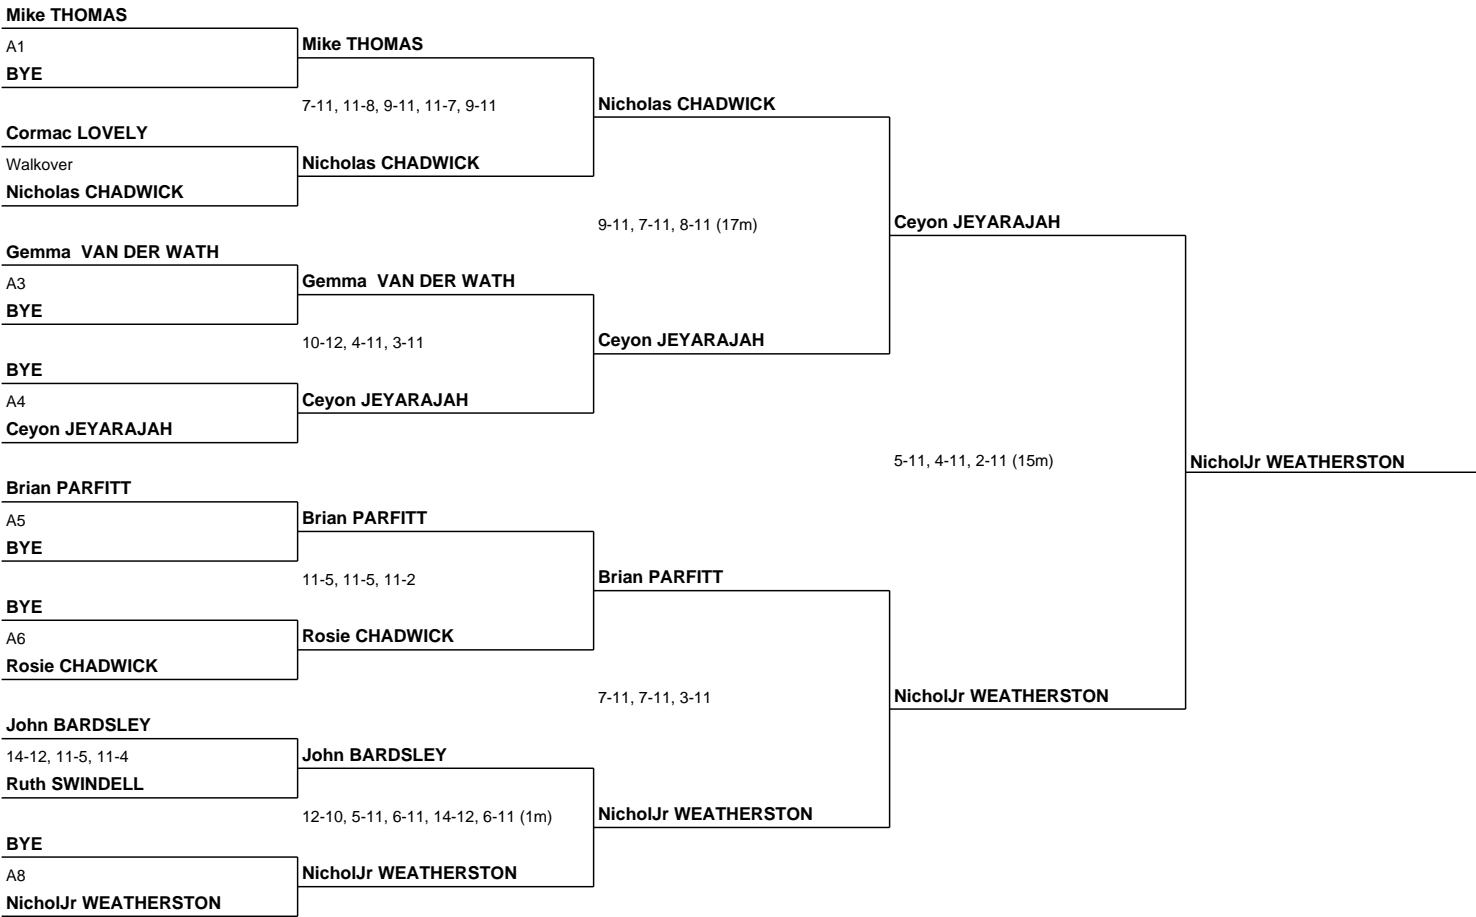 Mike THOMAS
A1
BYE
Cormac LOVELY
Walkover
Nicholas CHADWICK
Gemma  VAN DER WATH
A3
BYE
BYE
A4
Ceyon JEYARAJAH
Brian PARFITT
A5
BYE
BYE
A6
Rosie CHADWICK
John BARDSLEY
14-12, 11-5, 11-4
Ruth SWINDELL
BYE
A8
NicholJr WEATHERSTON
Mike THOMAS
7-11, 11-8, 9-11, 11-7, 9-11
Nicholas CHADWICK
Gemma  VAN DER WATH
10-12, 4-11, 3-11
Ceyon JEYARAJAH
Brian PARFITT
11-5, 11-5, 11-2
Rosie CHADWICK
John BARDSLEY
12-10, 5-11, 6-11, 14-12, 6-11 (1m)
NicholJr WEATHERSTON
Nicholas CHADWICK
9-11, 7-11, 8-11 (17m)
Ceyon JEYARAJAH
Brian PARFITT
7-11, 7-11, 3-11
NicholJr WEATHERSTON
Ceyon JEYARAJAH
5-11, 4-11, 2-11 (15m)
NicholJr WEATHERSTON
NicholJr WEATHERSTON